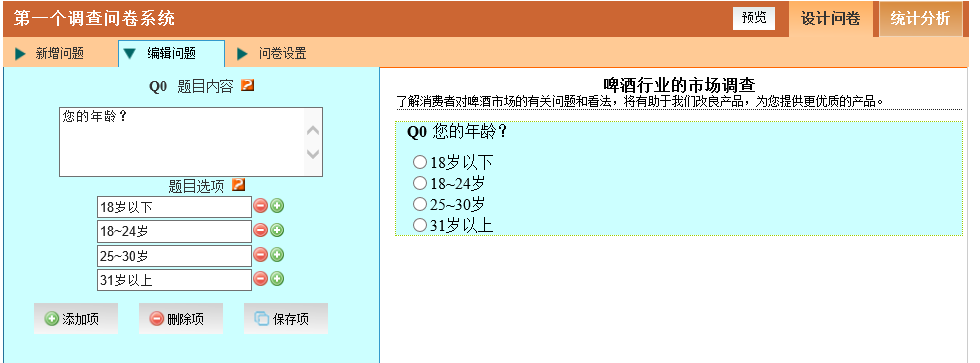 第一个调查问卷系统
预览
设计问卷
统计分析
新增问题
编辑问题
问卷设置
Q0 题目内容
您的年龄？
题目选项
18岁以下
18~24岁
25~30岁
31岁以上
添加项
删除项
保存项
啤酒行业的市场调查
了解消费者对啤酒市场的有关问题和看法，将有助于我们改良产品，为您提供更优质的产品。
Q0 您的年龄？
18岁以下
18~24岁
25~30岁
31岁以上